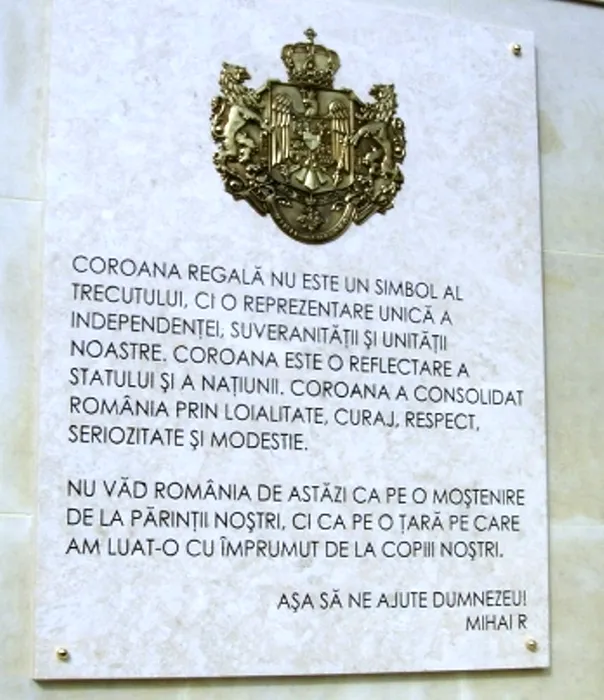 COROANA REGALĂ NU ESTE UN SIMBOL AL
TRECUTULUI, CI O REPREZENTARE UNICĂ A
INDEPENDENŢEI, SUVERANITĂŢII ŞI UNITĂŢII
NOASTRE. COROANA ESTE O REFLECTARE A
STATULUI ŞI A NAŢIUNII. COROANA A CONSOLIDAT
ROMÂNIA PRIN LOIALITATE, CURAJ, RESPECT,
SERIOZITATE ŞI MODESTIE.
NU VĂD ROMÂNIA DE ASTĂZI CA PE O MOŞTENIRE
DE LA PĂRINŢII NOŞTRI, CI CA PE O ŢARĂ PE CARE
AM LUAT-O CU ÎMPRUMUT DE LA COPIII NOŞTRI.
AŞA SĂ NE AJUTE DUMNEZEU!
MIHAI R